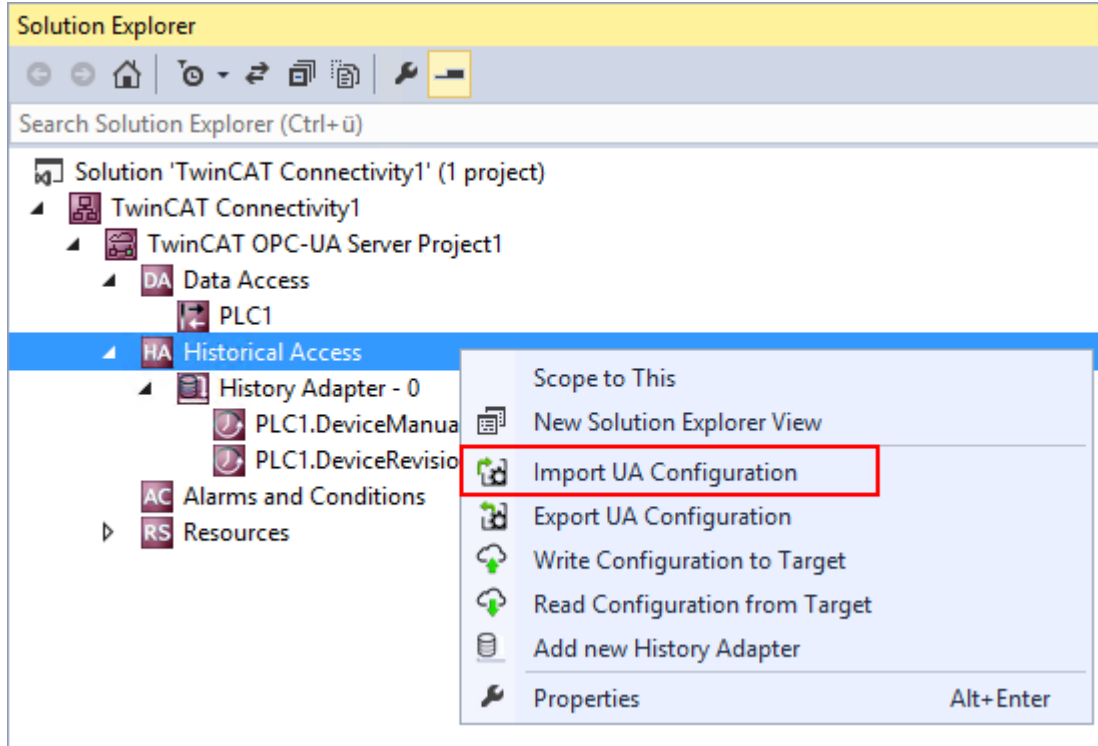 Solution Explorer
Search Solution Explorer (Ctrl+ü)
Solution 'TwinCAT Connectivity1' (1 project)
TwinCAT Connectivity1
TwinCAT OPC-UA Server Project1
DA Data Access
PLC1
HA Historical Access
History Adapter - 0
PLC1.DeviceManua
PLC1.DeviceRevisio
AC Alarms and Conditions
RS Resources
Scope to This
New Solution Explorer View
Import UA Configuration
Export UA Configuration
Write Configuration to Target
Read Configuration from Target
Add new History Adapter
Properties Alt+Enter